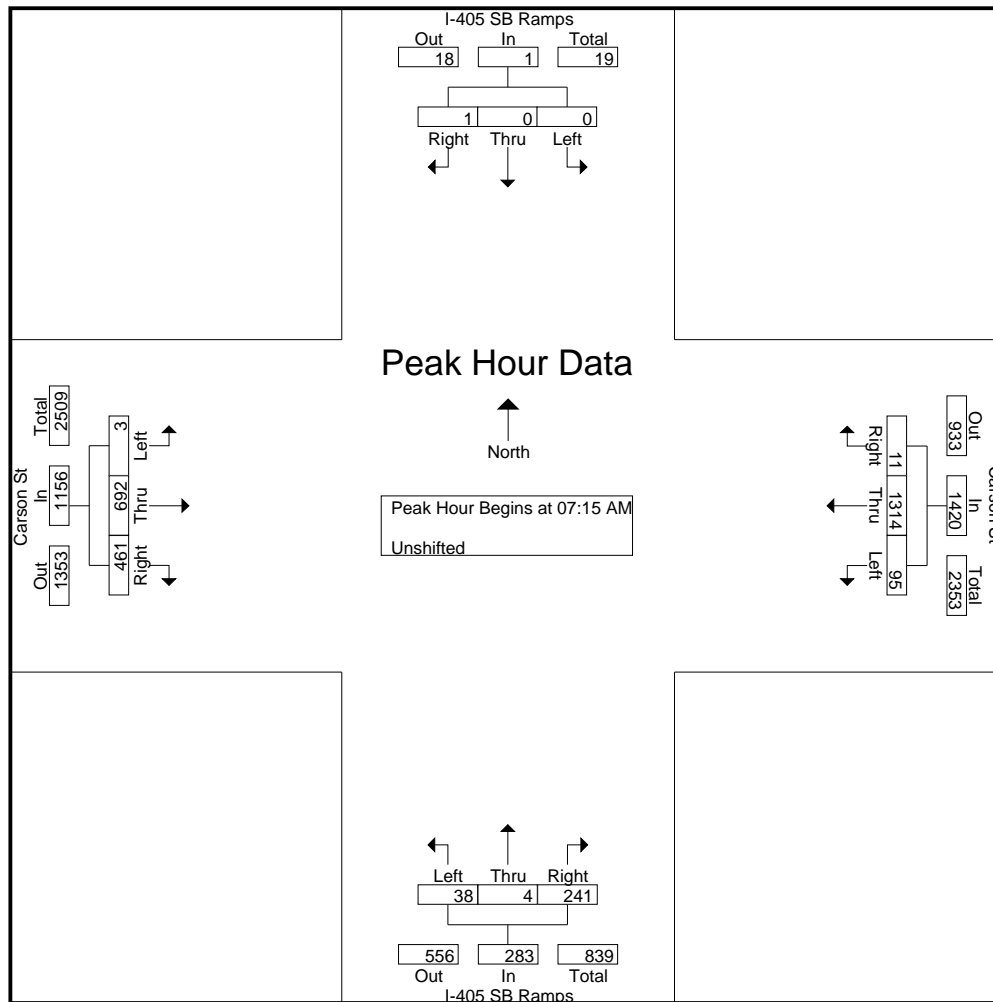 I-405 SB Ramps
Out In Total
18 1 19
1 0 0
Right Thru Left
Peak Hour Data
North
Peak Hour Begins at 07:15 AM
Unshifted
Carson St
Total In Out
2509 1156 1353
3 692 461
Left Thru Right
Right Thru Left
11 1314 95
933 1420 2353
Out In Total
Carson St
Left Thru Right
38 4 241
556 283 839
Out In Total
I-405 SB Ramps